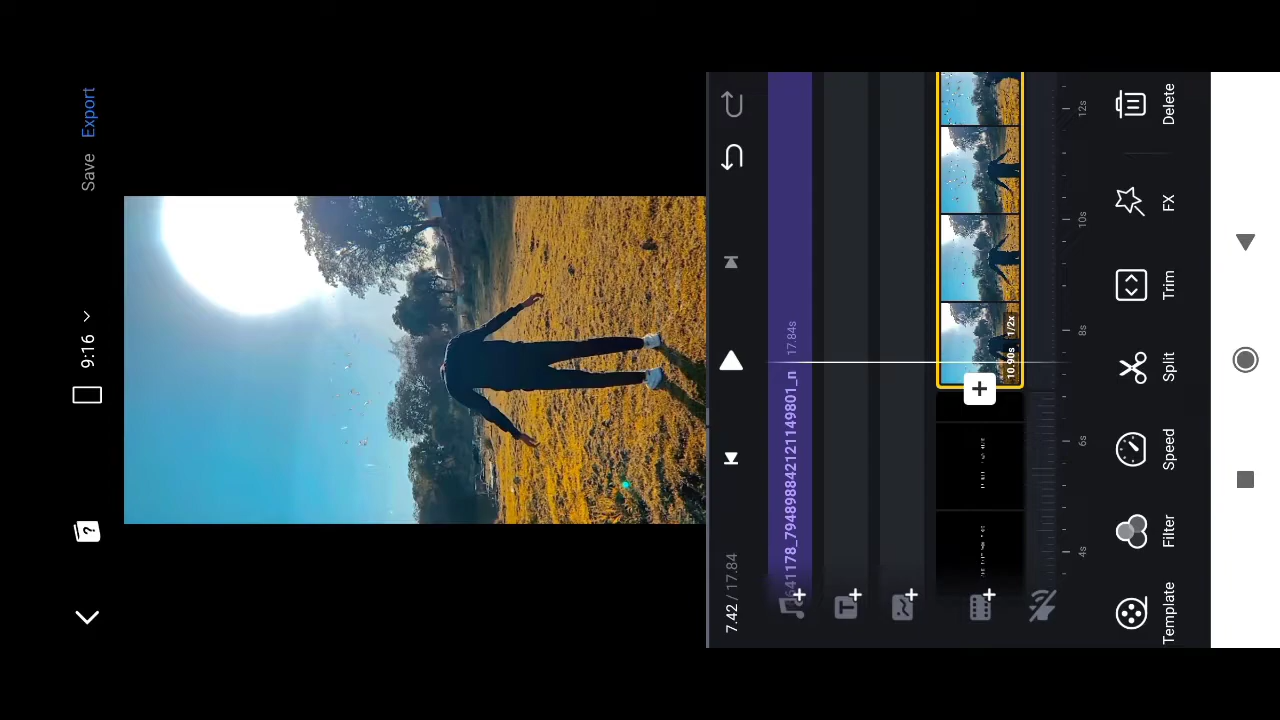 9:16
Save
Export
7.42 / 17.84
641178_794898842121149801_n 17.84s
10.90s 1/2x
4s
6s
8s
10s
12s
Template
Filter
Speed
Split
Trim
FX
Delete